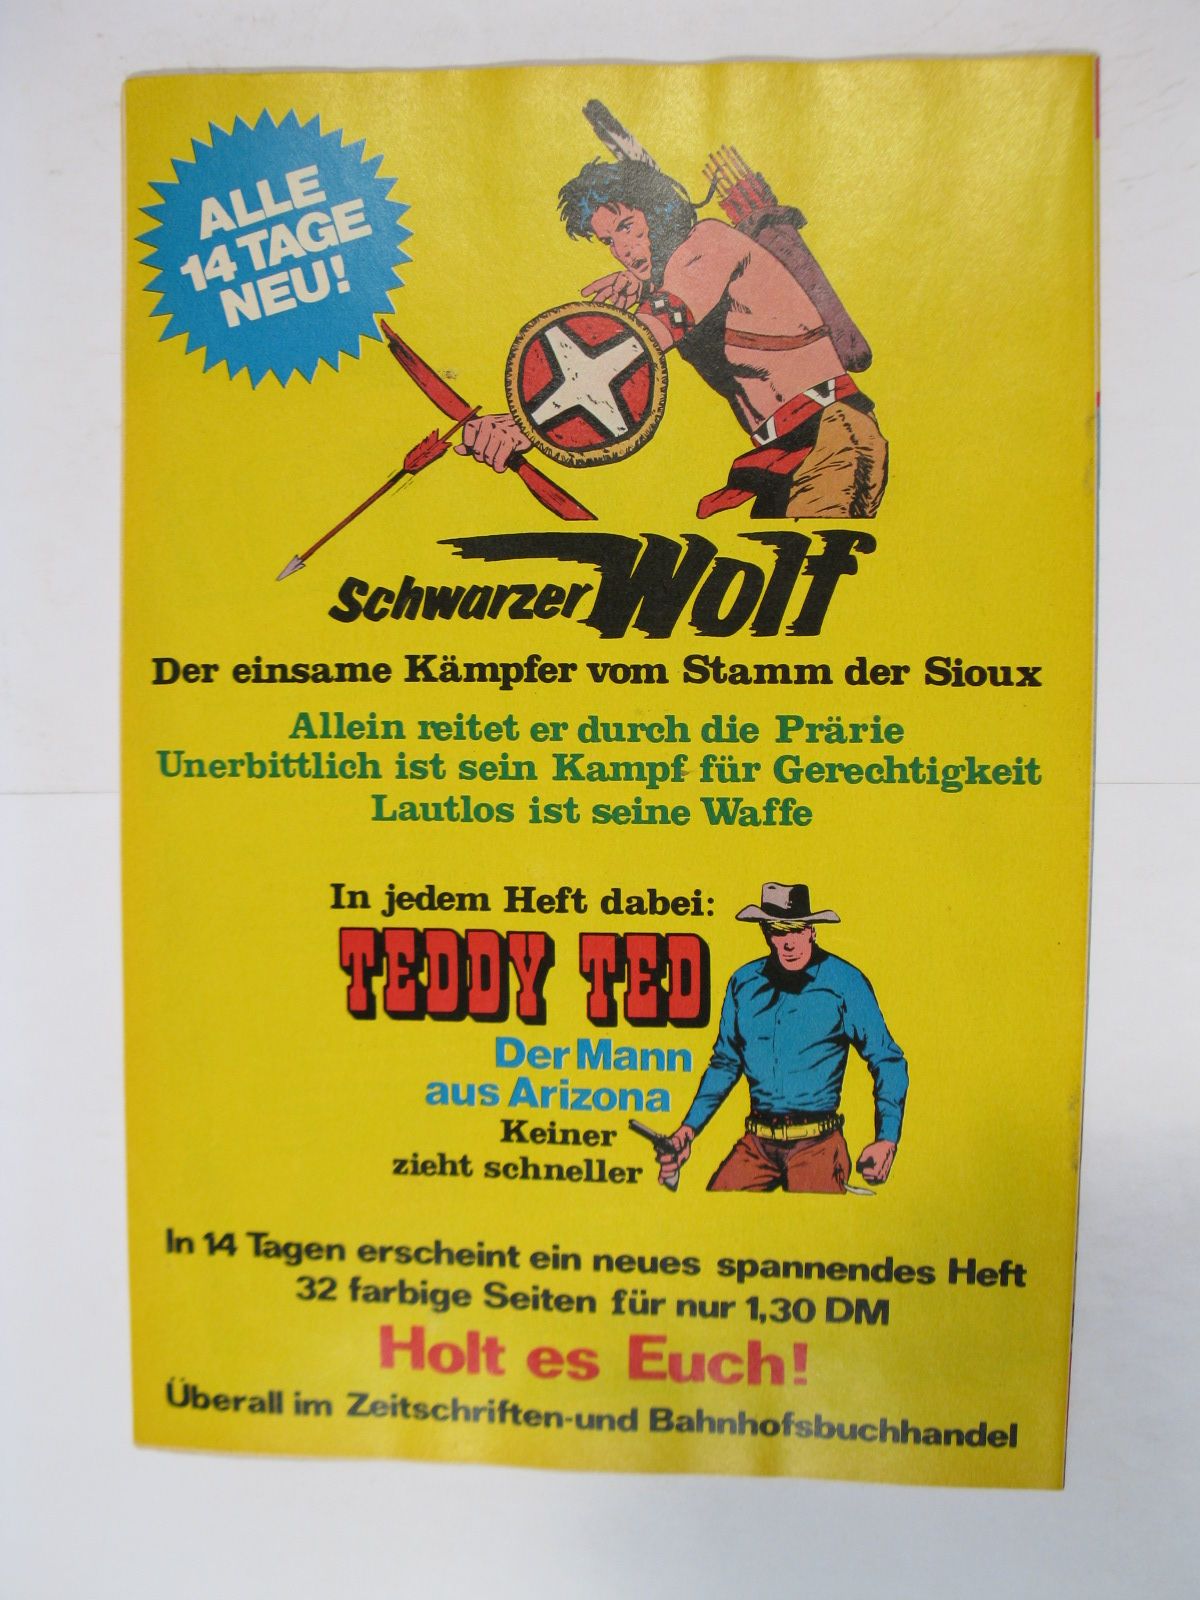 ALLE
14 TAGE
NEU!
Schwarzer Wolf
Der einsame Kämpfer vom Stamm der Sioux
Allein reitet er durch die Prärie
Unerbittlich ist sein Kampf für Gerechtigkeit
Lautlos ist seine Waffe
In jedem Heft dabei:
TEDDY TED
Der Mann
aus Arizona
Keiner
zieht schneller
In 14 Tagen erscheint ein neues spannendes Heft
32 farbige Seiten für nur 1,30 DM
Holt es Euch!
Überall im Zeitschriften-und Bahnhofsbuchhandel